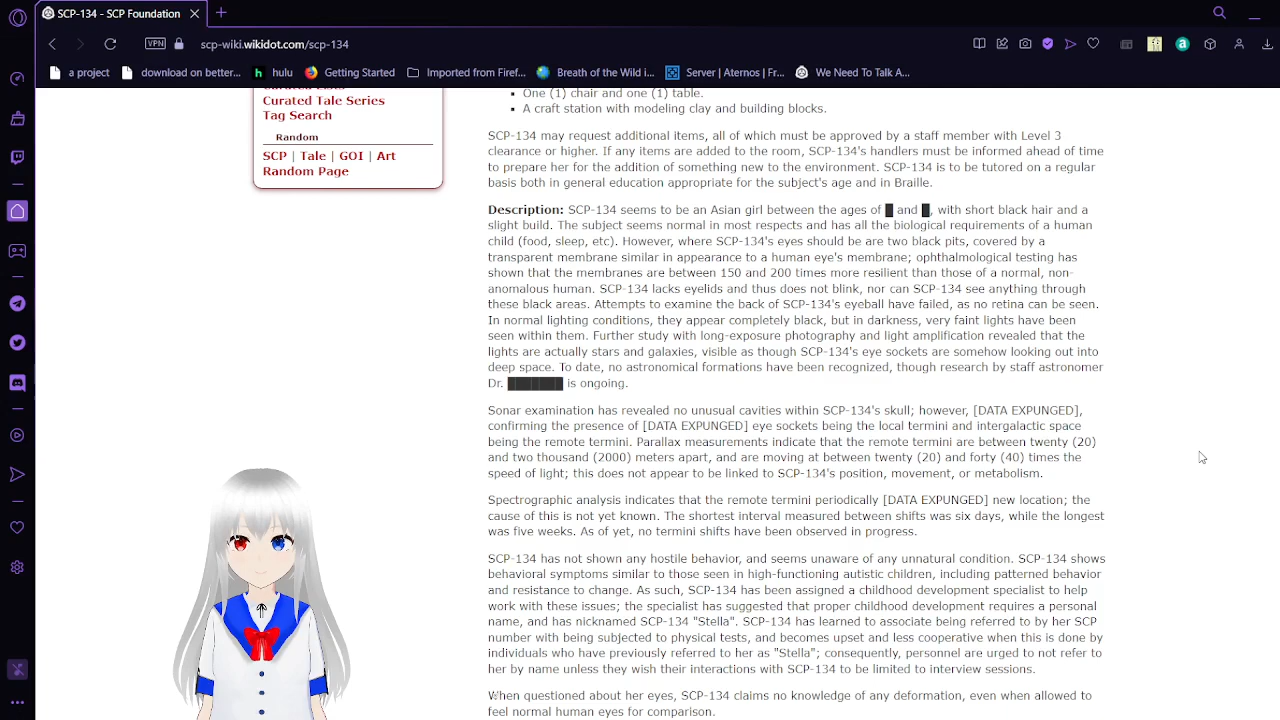 SCP-134 - SCP Foundation
VPN
scp-wiki.wikidot.com/scp-134
a project
download on better...
hulu
Getting Started
Imported from Firef...
Breath of the Wild i...
Server | Aternos | Fr...
We Need To Talk A...
Curated Tale Series
Tag Search
Random
SCP | Tale | GOI | Art
Random Page
One (1) chair and one (1) table.
A craft station with modeling clay and building blocks.
SCP-134 may request additional items, all of which must be approved by a staff member with Level 3
clearance or higher. If any items are added to the room, SCP-134's handlers must be informed ahead of time
to prepare her for the addition of something new to the environment. SCP-134 is to be tutored on a regular
basis both in general education appropriate for the subject's age and in Braille.
Description: SCP-134 seems to be an Asian girl between the ages of █ and █, with short black hair and a
slight build. The subject seems normal in most respects and has all the biological requirements of a human
child (food, sleep, etc). However, where SCP-134's eyes should be are two black pits, covered by a
transparent membrane similar in appearance to a human eye's membrane; ophthalmological testing has
shown that the membranes are between 150 and 200 times more resilient than those of a normal, non-
anomalous human. SCP-134 lacks eyelids and thus does not blink, nor can SCP-134 see anything through
these black areas. Attempts to examine the back of SCP-134's eyeball have failed, as no retina can be seen.
In normal lighting conditions, they appear completely black, but in darkness, very faint lights have been
seen within them. Further study with long-exposure photography and light amplification revealed that the
lights are actually stars and galaxies, visible as though SCP-134's eye sockets are somehow looking out into
deep space. To date, no astronomical formations have been recognized, though research by staff astronomer
Dr. ███████ is ongoing.
Sonar examination has revealed no unusual cavities within SCP-134's skull; however, [DATA EXPUNGED],
confirming the presence of [DATA EXPUNGED] eye sockets being the local termini and intergalactic space
being the remote termini. Parallax measurements indicate that the remote termini are between twenty (20)
and two thousand (2000) meters apart, and are moving at between twenty (20) and forty (40) times the
speed of light; this does not appear to be linked to SCP-134's position, movement, or metabolism.
Spectrographic analysis indicates that the remote termini periodically [DATA EXPUNGED] new location; the
cause of this is not yet known. The shortest interval measured between shifts was six days, while the longest
was five weeks. As of yet, no termini shifts have been observed in progress.
SCP-134 has not shown any hostile behavior, and seems unaware of any unnatural condition. SCP-134 shows
behavioral symptoms similar to those seen in high-functioning autistic children, including patterned behavior
and resistance to change. As such, SCP-134 has been assigned a childhood development specialist to help
work with these issues; the specialist has suggested that proper childhood development requires a personal
name, and has nicknamed SCP-134 "Stella". SCP-134 has learned to associate being referred to by her SCP
number with being subjected to physical tests, and becomes upset and less cooperative when this is done by
individuals who have previously referred to her as "Stella"; consequently, personnel are urged to not refer to
her by name unless they wish their interactions with SCP-134 to be limited to interview sessions.
When questioned about her eyes, SCP-134 claims no knowledge of any deformation, even when allowed to
feel normal human eyes for comparison.